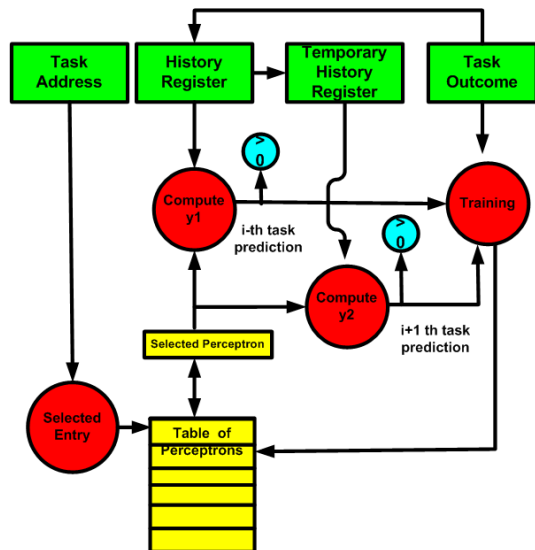 Task
Address
History
Register
Temporary
History
Register
Task
Outcome
> 0
Compute
y1
Training
i-th task
prediction
> 0
Compute
y2
i+1 th task
prediction
Selected Perceptron
Selected
Entry
Table of
Perceptrons